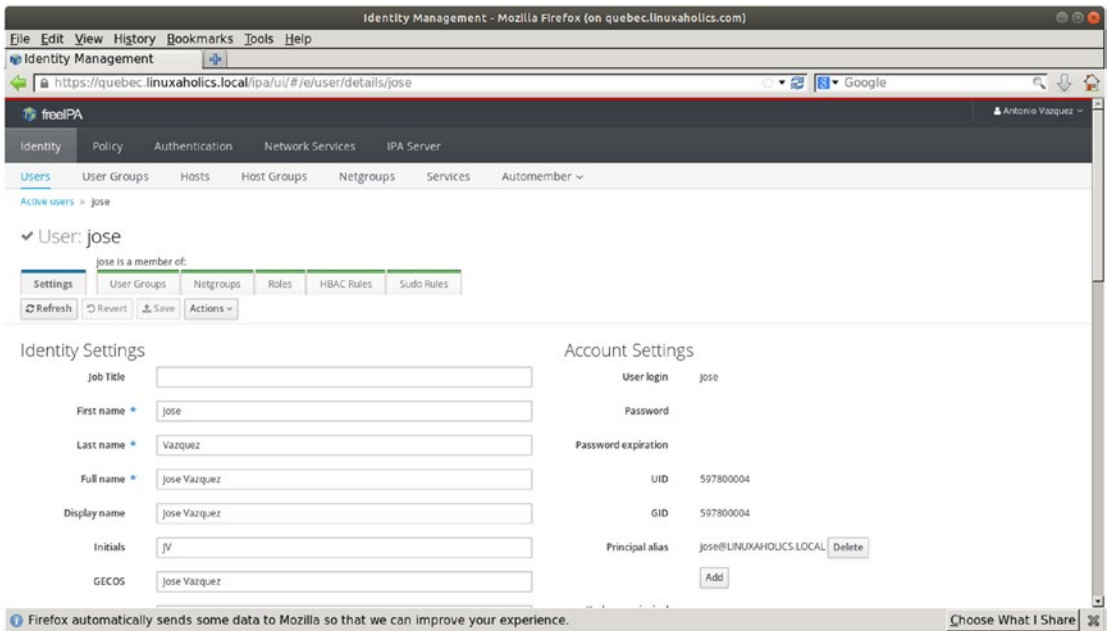 Identity Management - Mozilla Firefox (on quebec.linuxaholics.com)
File Edit View History Bookmarks Tools Help
Identity Management
https://quebec.linuxaholics.local/ipa/ui/#/e/user/details/jose
Google
freeIPA
Antonio Vazquez
Identity Policy Authentication Network Services IPA Server
Users User Groups Hosts Host Groups Netgroups Services Automember
Active users » jose
User: jose
jose is a member of:
Settings User Groups Netgroups Roles HBAC Rules Sudo Rules
Refresh Revert Save Actions
Identity Settings
Job Title
First name * jose
Last name * Vazquez
Full name * Jose Vazquez
Display name Jose Vazquez
Initials JV
GECOS Jose Vazquez
Account Settings
User login jose
Password
Password expiration
UID 597800004
GID 597800004
Principal alias jose@LINUXAHOLICS.LOCAL Delete
Add
Firefox automatically sends some data to Mozilla so that we can improve your experience. Choose What I Share